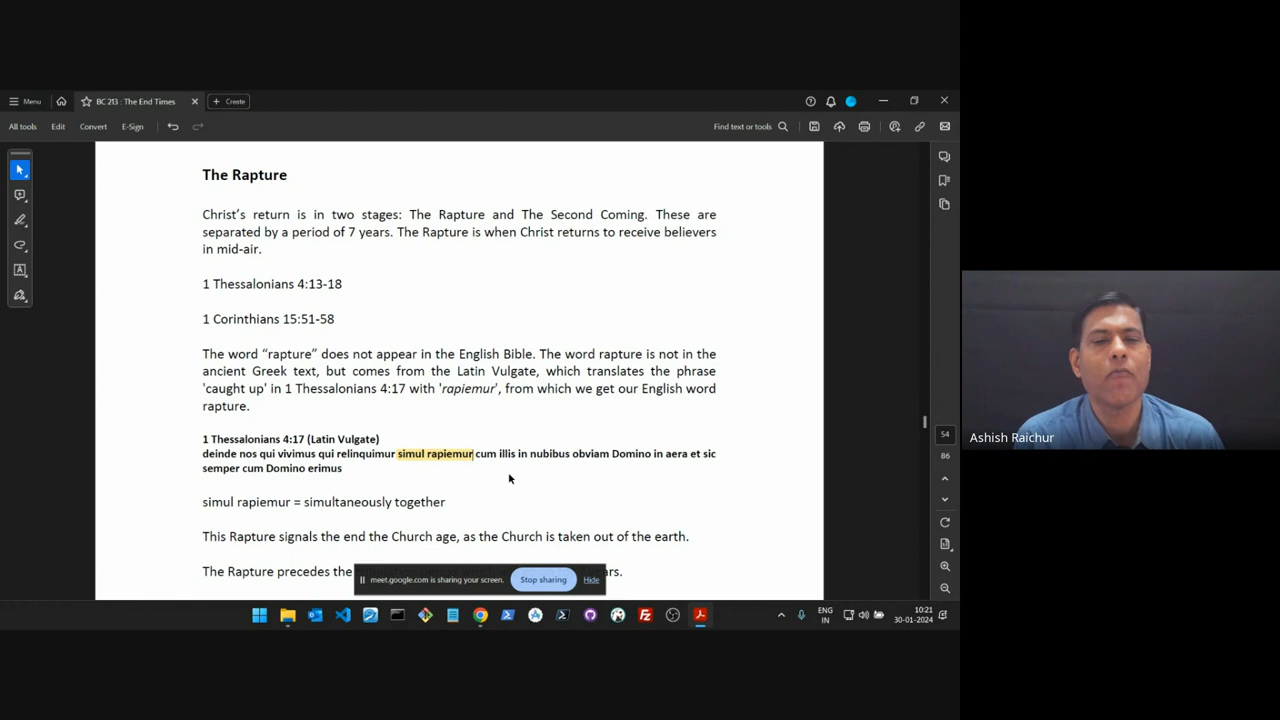 Menu
BC 213 : The End Times
Create
All tools
Edit
Convert
E-Sign
Find text or tools
The Rapture
Christ's return is in two stages: The Rapture and The Second Coming. These are
separated by a period of 7 years. The Rapture is when Christ returns to receive believers
in mid-air.
1 Thessalonians 4:13-18
1 Corinthians 15:51-58
The word “rapture” does not appear in the English Bible. The word rapture is not in the
ancient Greek text, but comes from the Latin Vulgate, which translates the phrase
'caught up' in 1 Thessalonians 4:17 with 'rapiemur', from which we get our English word
rapture.
1 Thessalonians 4:17 (Latin Vulgate)
deinde nos qui vivimus qui relinquimur simul rapiemur cum illis in nubibus obviam Domino in aera et sic
semper cum Domino erimus
simul rapiemur = simultaneously together
This Rapture signals the end the Church age, as the Church is taken out of the earth.
The Rapture precedes the
meet.google.com is sharing your screen.
Stop sharing
Hide
54
86
Ashish Raichur
ENG
IN
10:21
30-01-2024